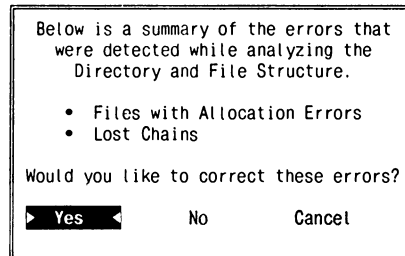 Below is a summary of the errors that
were detected while analyzing the
Directory and File Structure.
• Files with Allocation Errors
• Lost Chains
Would you like to correct these errors?
Yes No Cancel